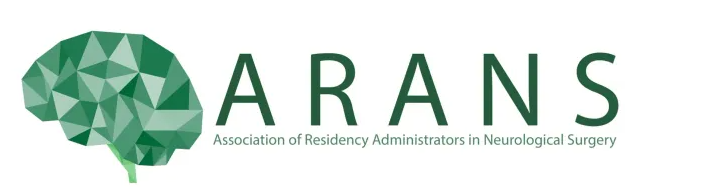 ARANS
Association of Residency Administrators in Neurological Surgery